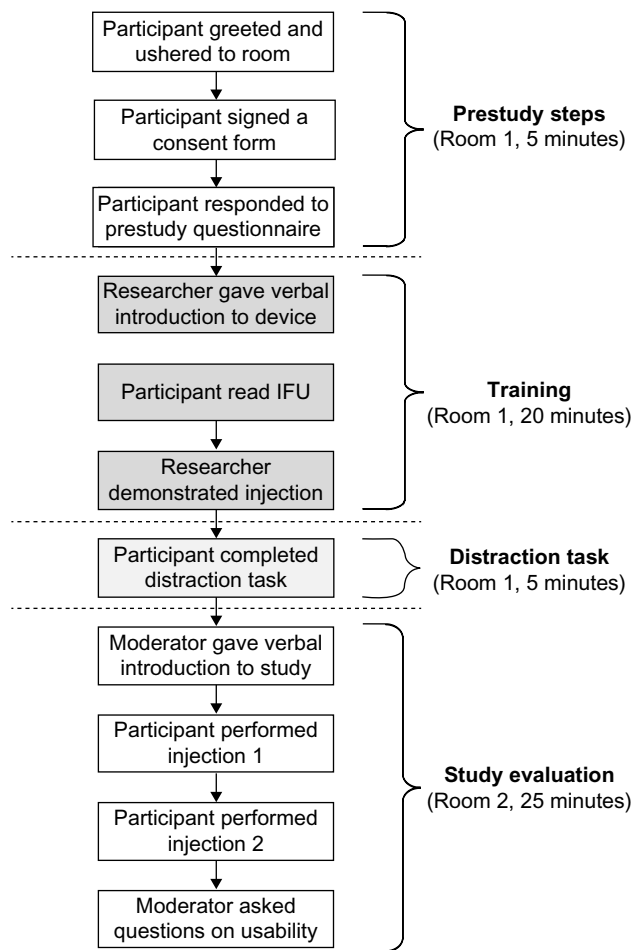 Participant greeted and
ushered to room
Participant signed a
consent form
Participant responded to
prestudy questionnaire
Prestudy steps
(Room 1, 5 minutes)
Researcher gave verbal
introduction to device
Participant read IFU
Researcher
demonstrated injection
Training
(Room 1, 20 minutes)
Participant completed
distraction task
Distraction task
(Room 1, 5 minutes)
Moderator gave verbal
introduction to study
Participant performed
injection 1
Participant performed
injection 2
Moderator asked
questions on usability
Study evaluation
(Room 2, 25 minutes)